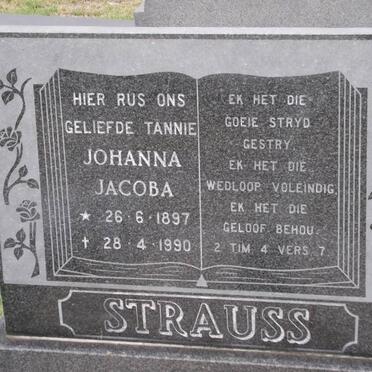 HIER RUS ONS
GELIEFDE TANNIE
JOHANNA
JACOBA
★ 26·6·1897
✝ 28·4·1990
EK HET DIE
GOEIE STRYD
GESTRY
EK HET DIE
WEDLOOP VOLEINDIG,
EK HET DIE
GELOOF BEHOU.
2 TIM 4 VERS 7.
STRAUSS